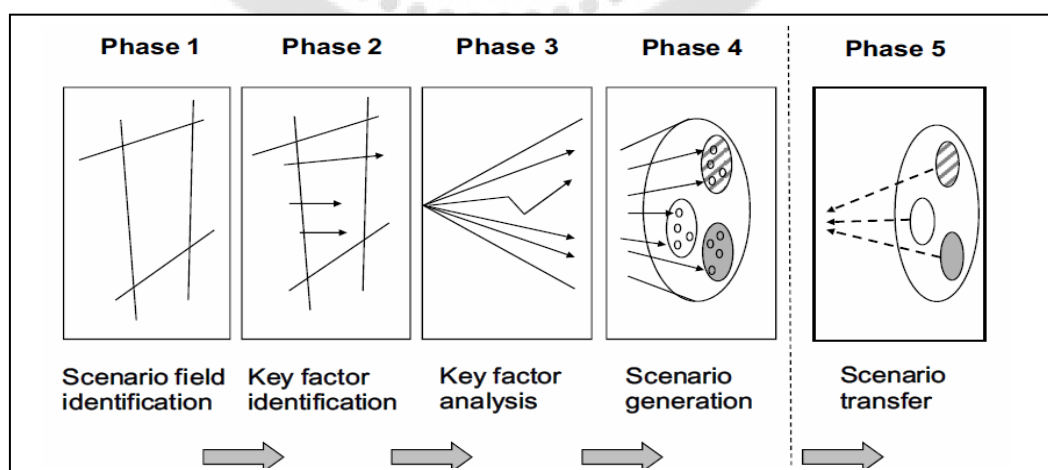 Phase 1
Phase 2
Phase 3
Phase 4
Phase 5
Scenario field
identification
Key factor
identification
Key factor
analysis
Scenario
generation
Scenario
transfer